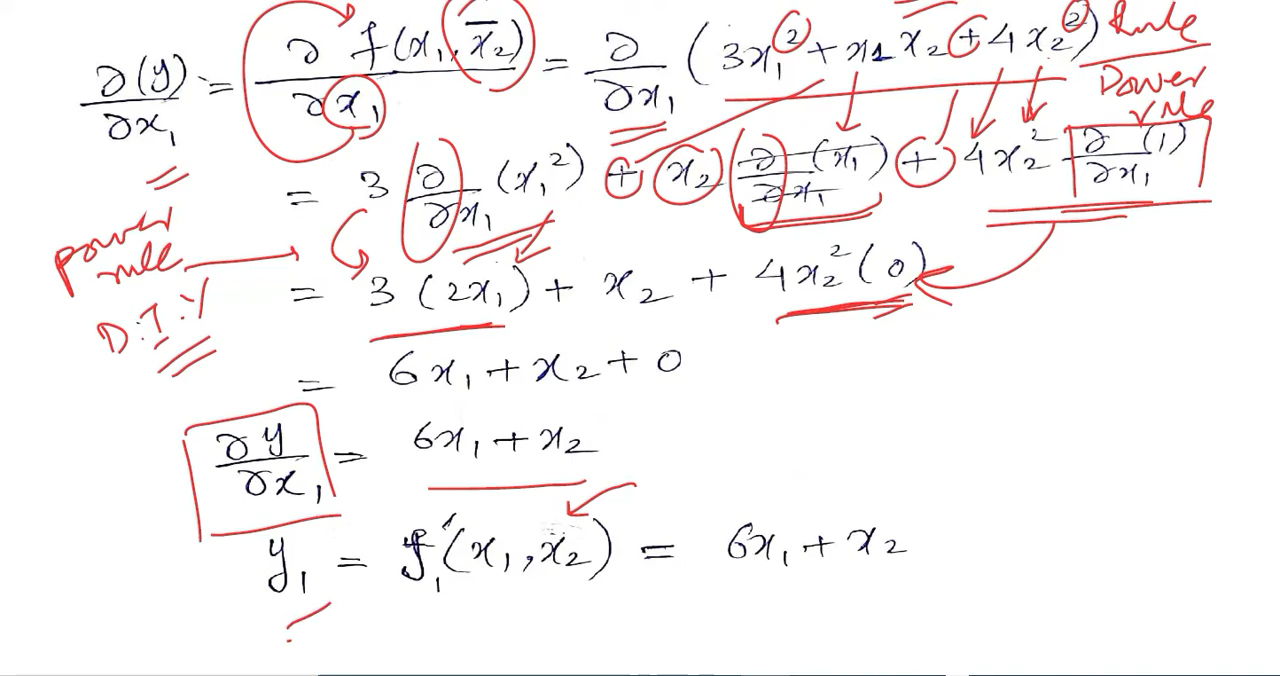 ∂(y)/∂x₁ = ∂ f(x₁, x̄₂)/∂x₁ = ∂/∂x₁ (3x₁² + x₁ x₂ + 4x₂²) Rule
Power rule
= 3 ∂/∂x₁ (x₁²) + x₂ ∂/∂x₁ (x₁) + 4x₂² ∂(1)/∂x₁
power rule
= 3 (2x₁) + x₂ + 4x₂² (0)
D.I.Y
= 6x₁ + x₂ + 0
∂y/∂x₁ = 6x₁ + x₂
y₁ = f₁'(x₁, x₂) = 6x₁ + x₂